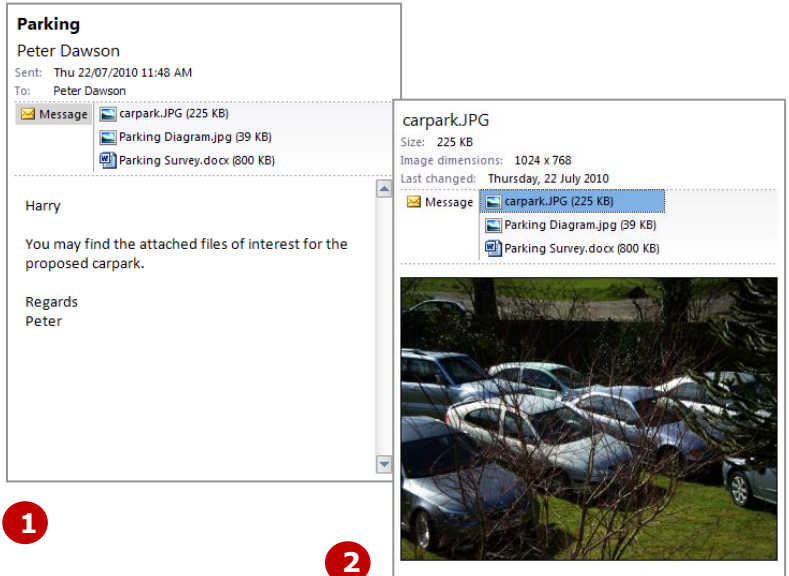 Parking
Peter Dawson
Sent: Thu 22/07/2010 11:48 AM
To: Peter Dawson
Message
carpark.JPG (225 KB)
Parking Diagram.jpg (39 KB)
Parking Survey.docx (800 KB)
Harry
You may find the attached files of interest for the
proposed carpark.
Regards
Peter
1
carpark.JPG
Size: 225 KB
Image dimensions: 1024 x 768
Last changed: Thursday, 22 July 2010
Message
carpark.JPG (225 KB)
Parking Diagram.jpg (39 KB)
Parking Survey.docx (800 KB)
2